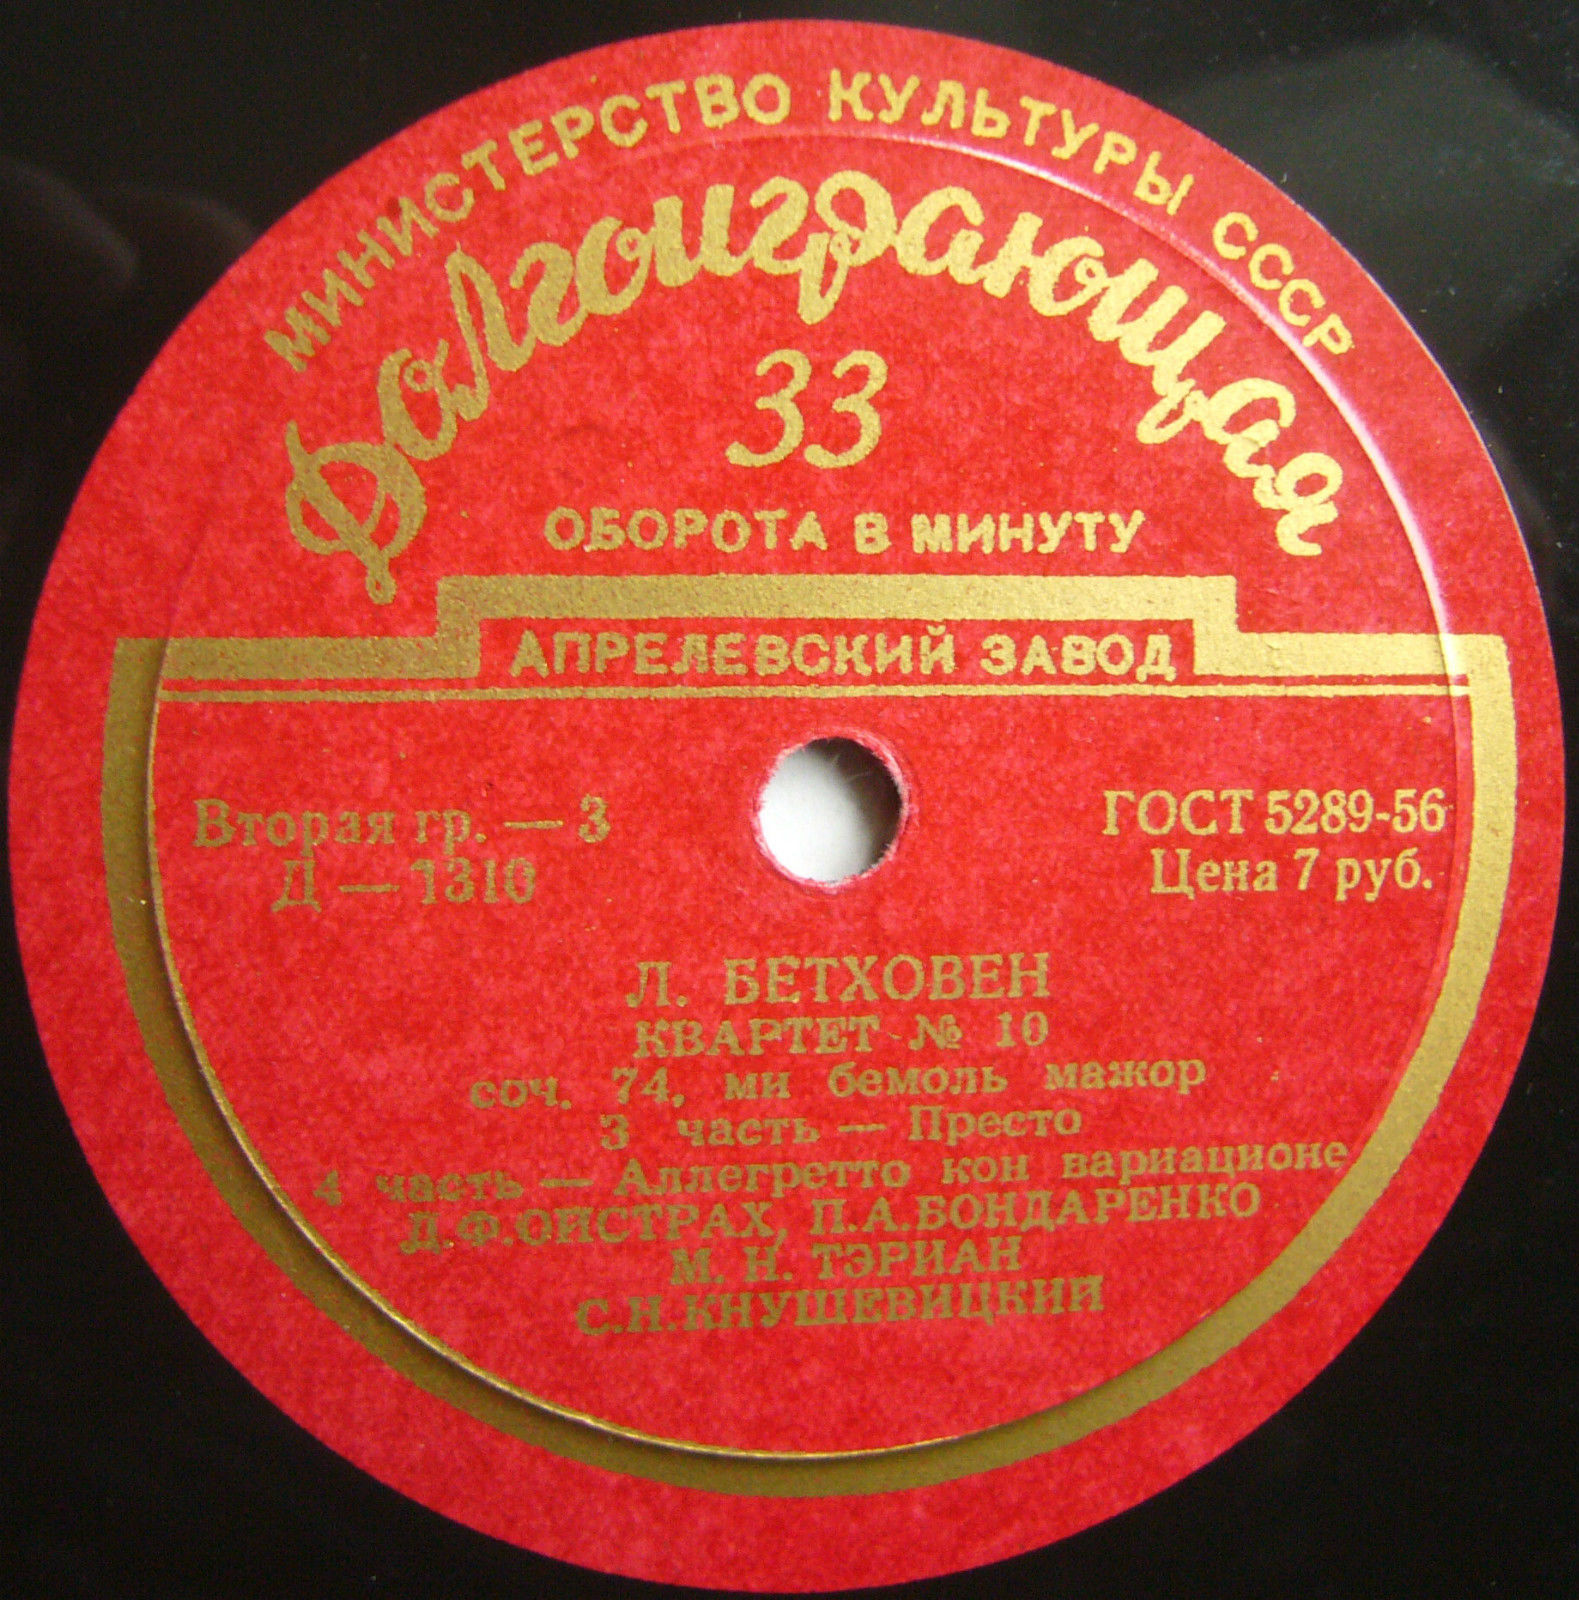 МИНИСТЕРСТВО КУЛЬТУРЫ СССР
Долгоиграющая
33
ОБОРОТА В МИНУТУ
АПРЕЛЕВСКИЙ ЗАВОД
Вторая гр. — 3
Д — 1310
ГОСТ 5289-56
Цена 7 руб.
Л. БЕТХОВЕН
КВАРТЕТ № 10
соч. 74, ми бемоль мажор
3 часть — Престо
4 часть — Аллегретто кон вариационе
Д.Ф.ОЙСТРАХ, П.А.БОНДАРЕНКО
М. Н. ТЭРИАН
С.Н.КНУШЕВИЦКИЙ